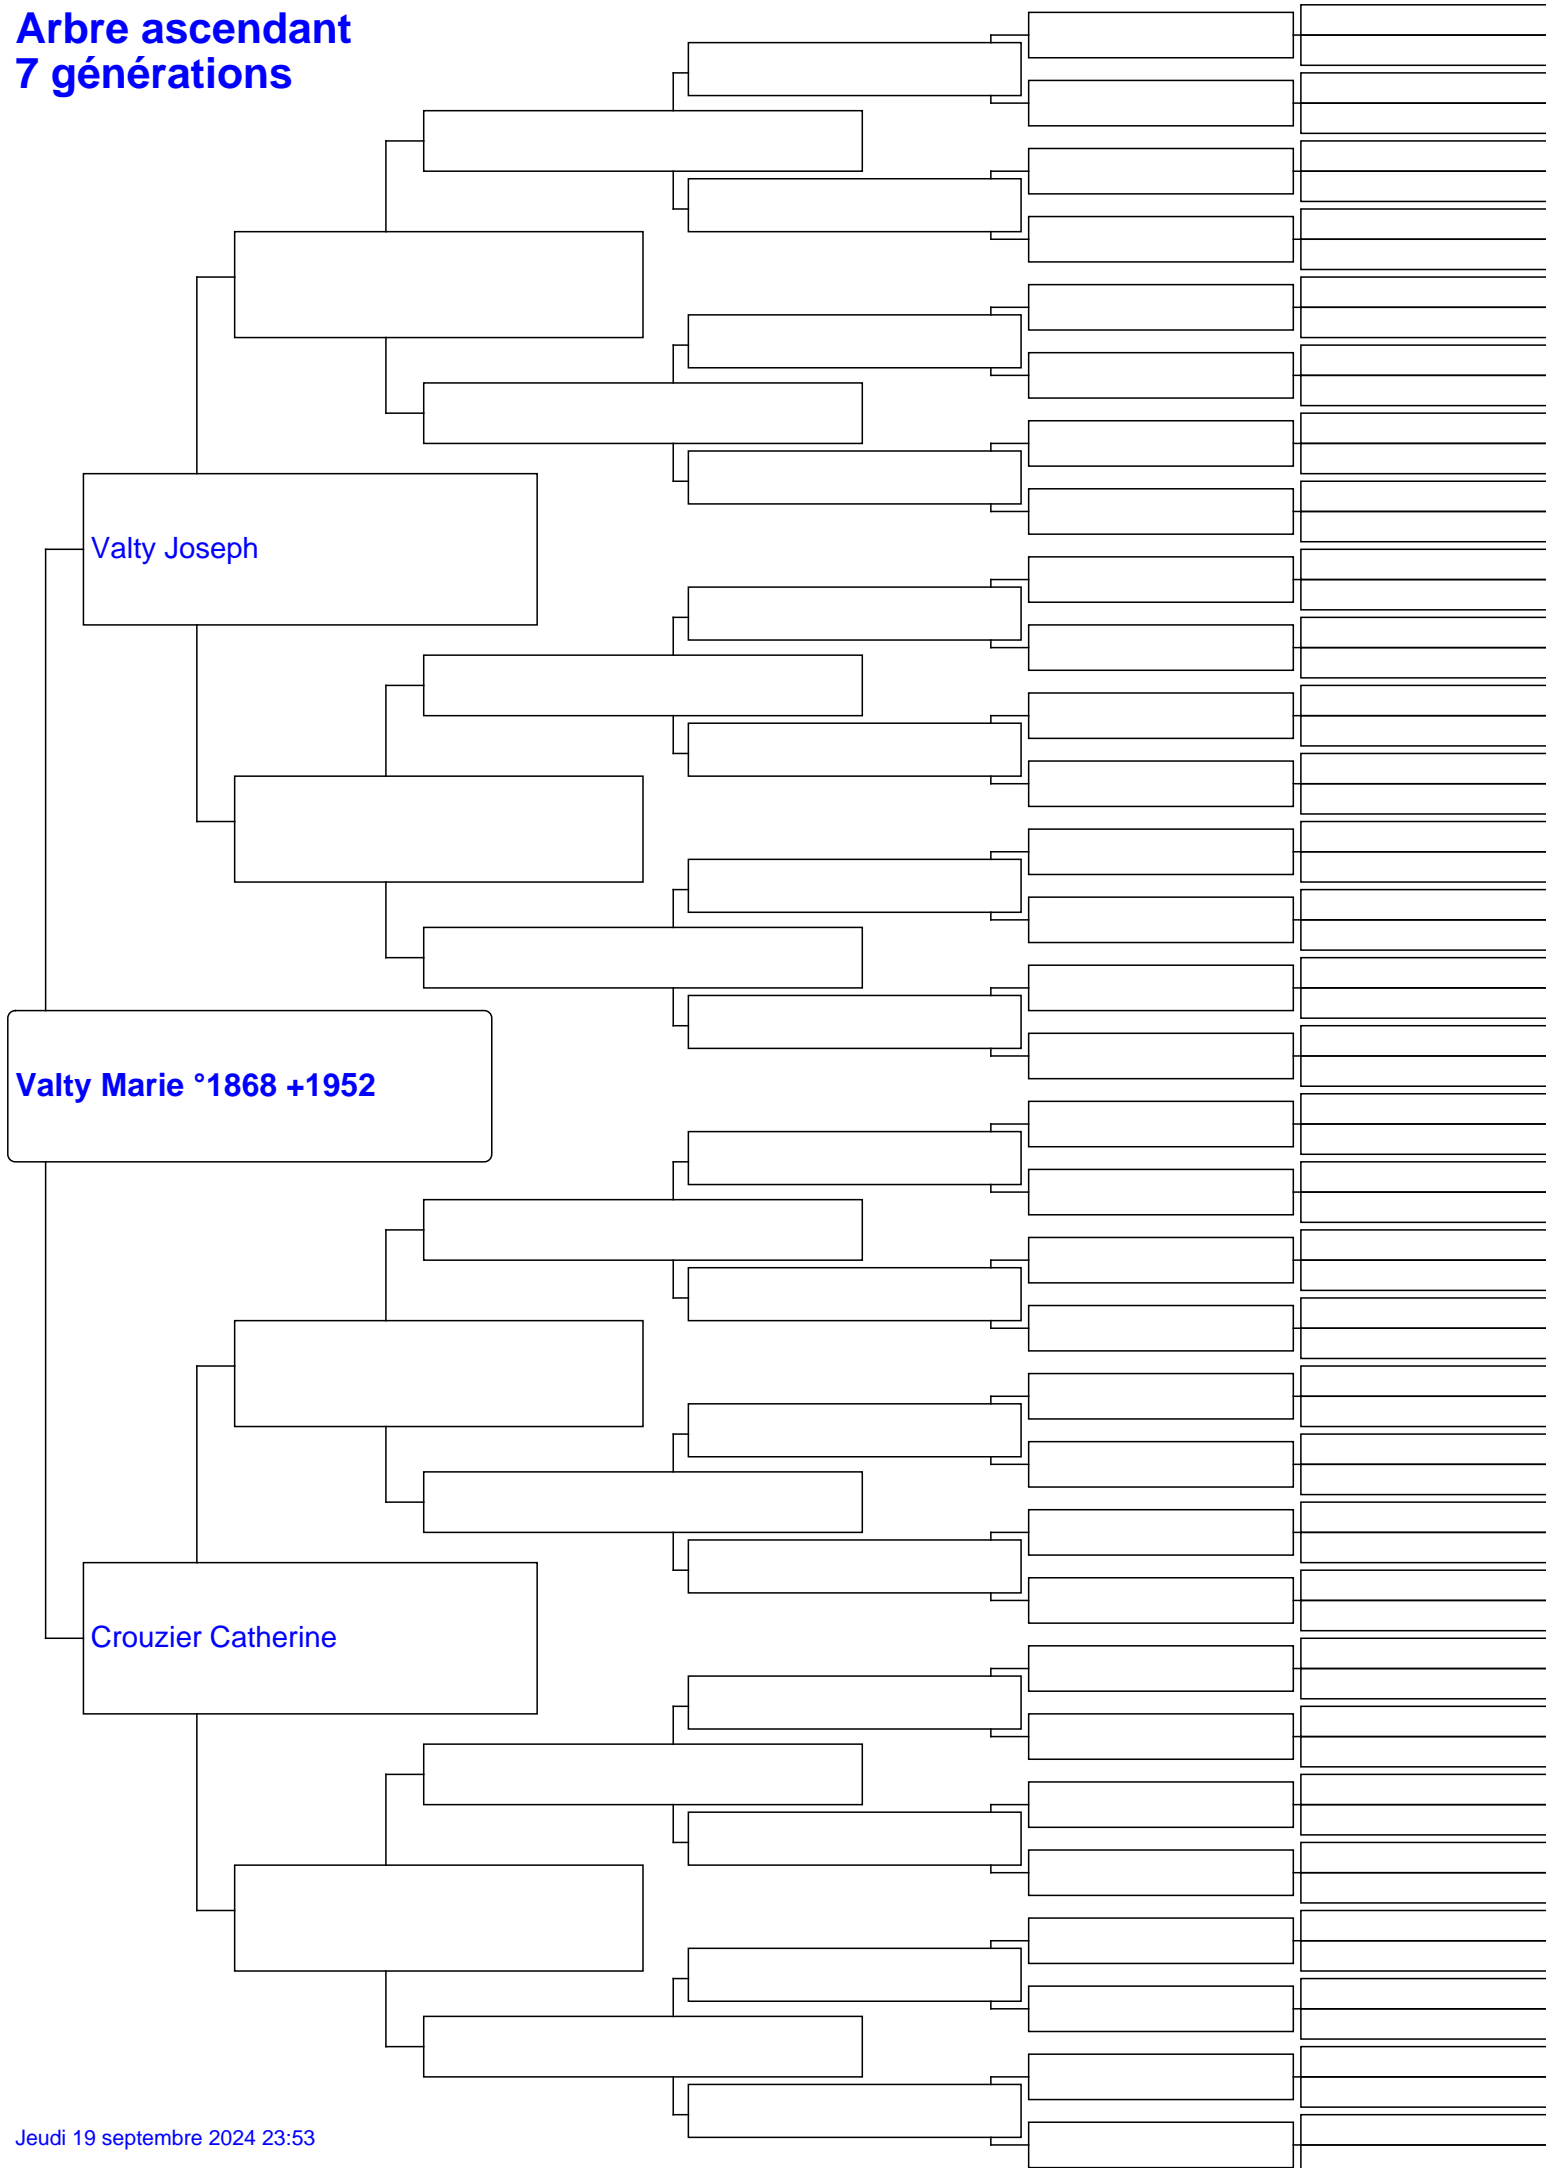 Arbre ascendant
7 générations
Valty Joseph
Valty Marie °1868 +1952
Crouzier Catherine
Jeudi 19 septembre 2024 23:53